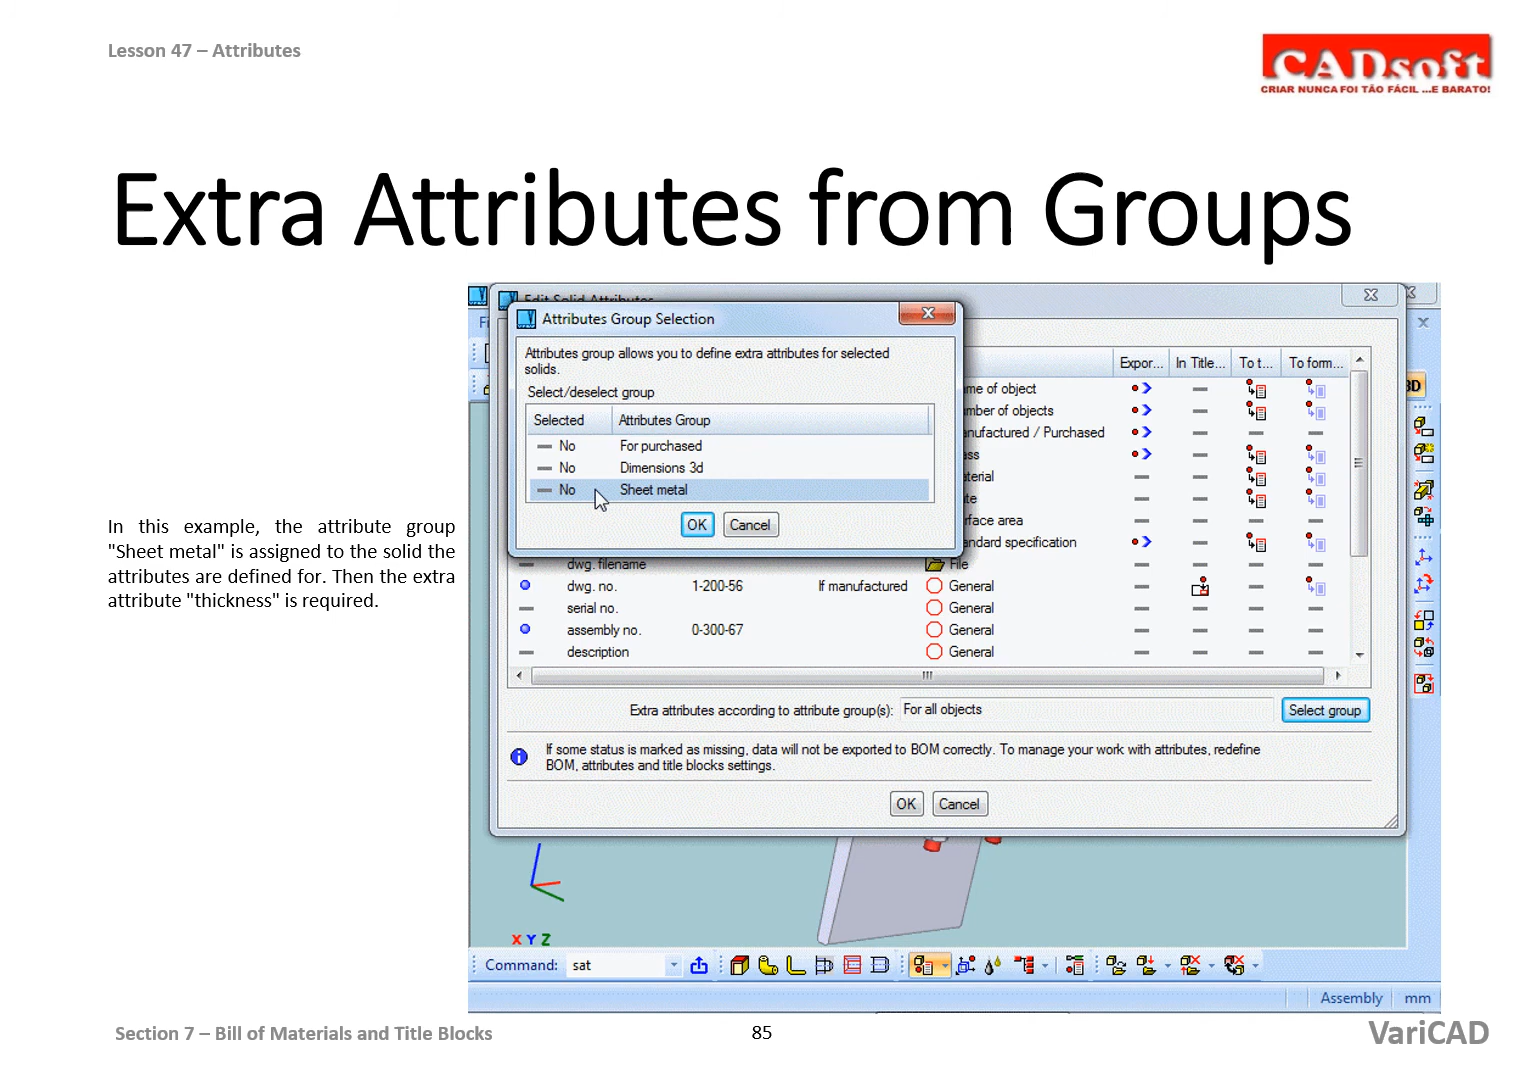 Lesson 47 – Attributes
CADsoft
CRIAR NUNCA FOI TÃO FÁCIL ...E BARATO!
Extra Attributes from Groups
In this example, the attribute group
"Sheet metal" is assigned to the solid the
attributes are defined for. Then the extra
attribute "thickness" is required.
Edit Solid Attributes
Attributes Group Selection
Attributes group allows you to define extra attributes for selected
solids.
Select/deselect group
Selected Attributes Group
No For purchased
No Dimensions 3d
No Sheet metal
OK Cancel
Expor... In Title... To t... To form...
me of object
mber of objects
anufactured / Purchased
ass
aterial
te
rface area
andard specification
dwg. filename File
dwg. no. 1-200-56 If manufactured General
serial no. General
assembly no. 0-300-67 General
description General
Extra attributes according to attribute group(s): For all objects Select group
If some status is marked as missing, data will not be exported to BOM correctly. To manage your work with attributes, redefine
BOM, attributes and title blocks settings.
OK Cancel
X Y Z
Command: sat
Assembly mm
Section 7 – Bill of Materials and Title Blocks 85 VariCAD